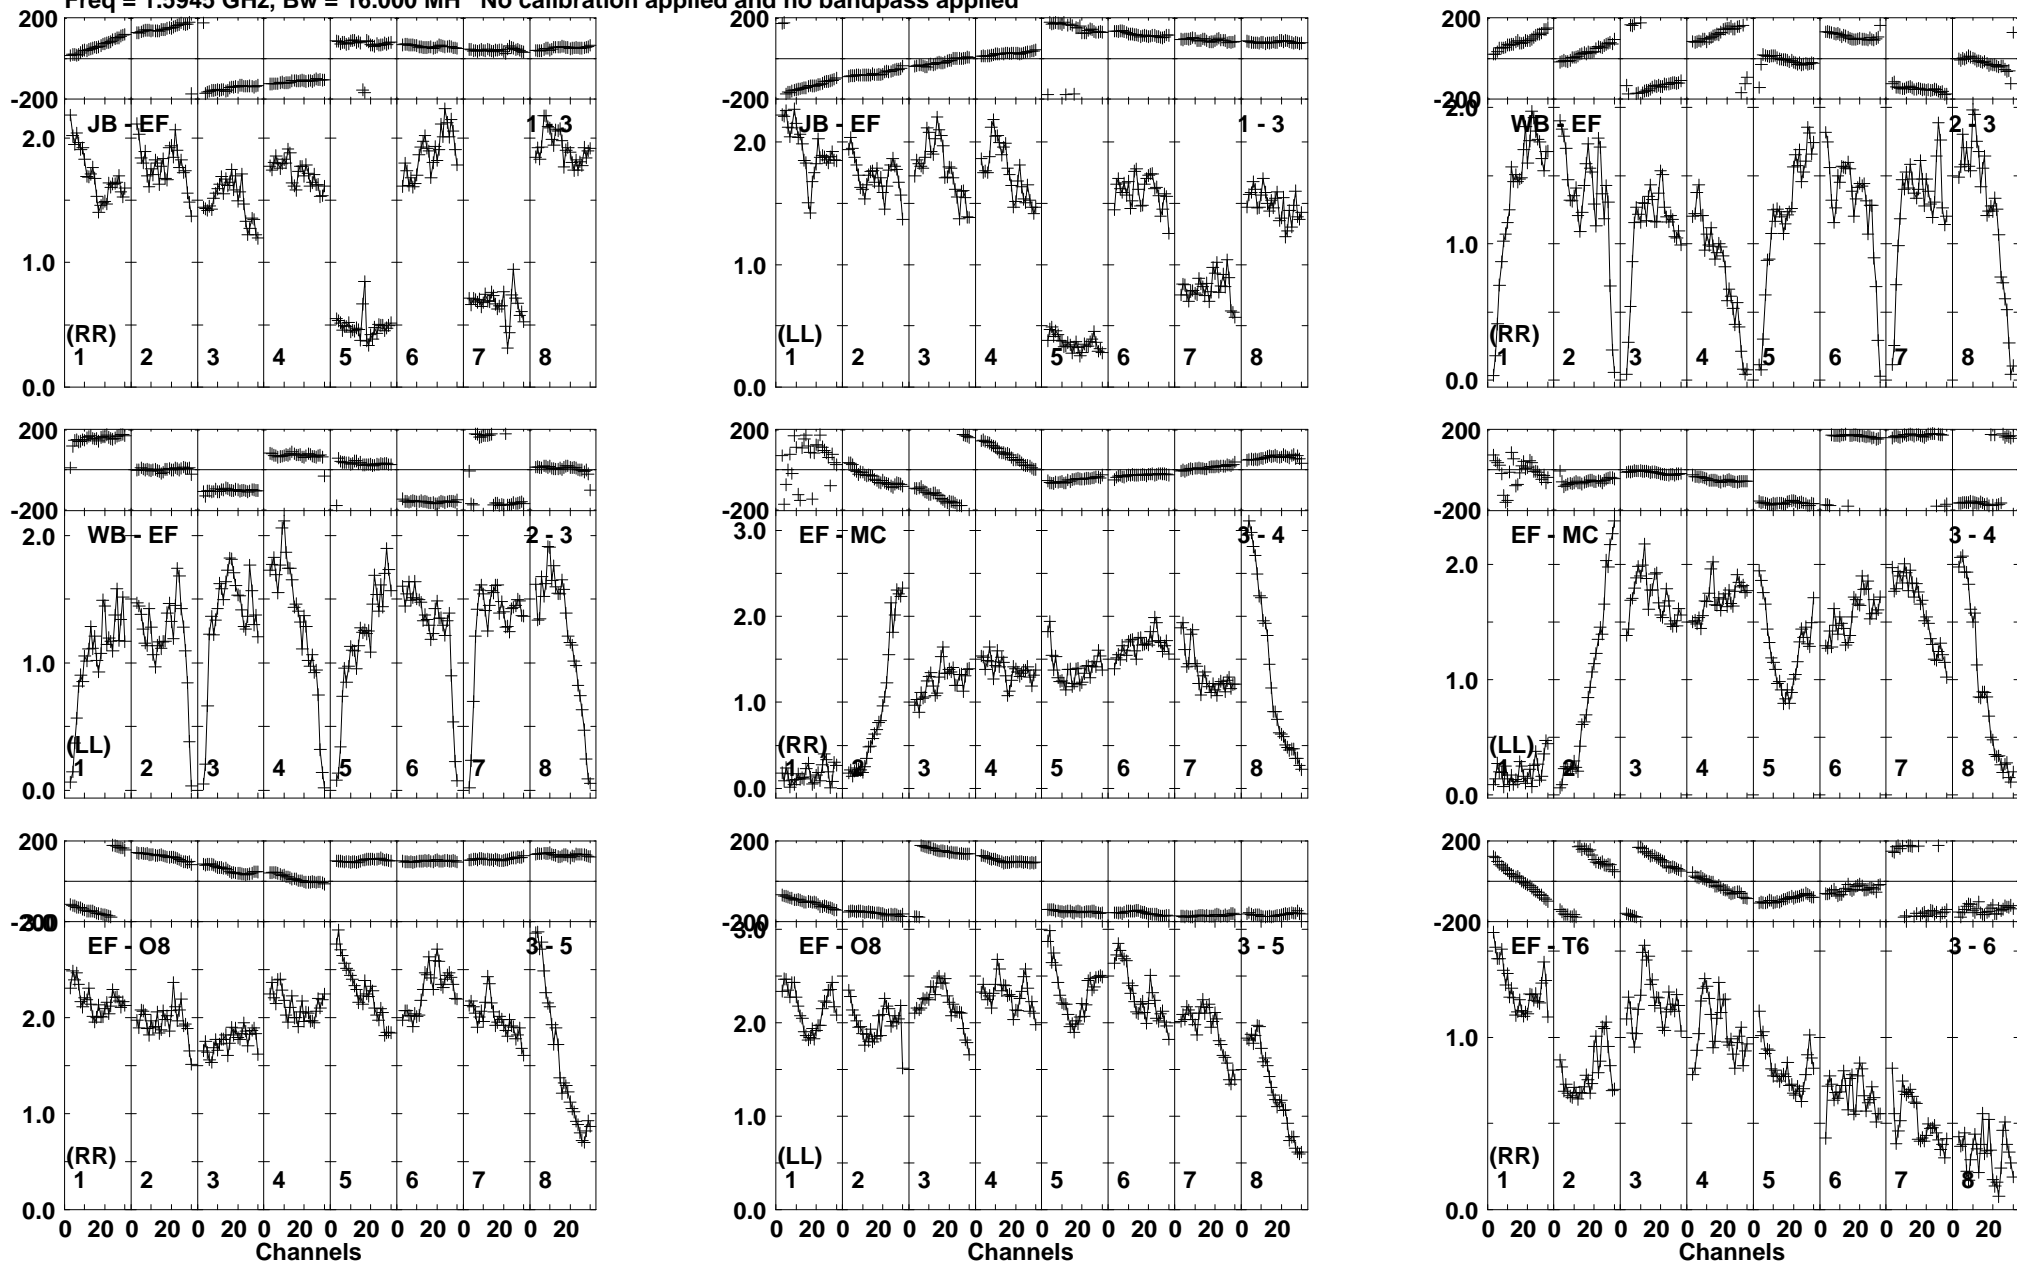 Freq = 1.5945 GHz, Bw = 16.000 MH No calibration applied and no bandpass applied
200 200 200
-200 -200 -200
JB - EF 1 - 3 JB - EF 1 - 3 WB - EF 2 - 3
2.0 2.0 2.0
1.0 1.0 1.0
(RR) (LL) (RR)
1 2 3 4 5 6 7 8 1 2 3 4 5 6 7 8 1 2 3 4 5 6 7 8
0.0 0.0 0.0
200 200 200
-200 -200 -200
WB - EF 2 - 3 EF - MC 3 - 4 EF - MC 3 - 4
2.0 3.0 2.0
1.0 2.0 1.0
1.0
(LL) (RR) (LL)
1 2 3 4 5 6 7 8 1 2 3 4 5 6 7 8 1 2 3 4 5 6 7 8
0.0 0.0 0.0
200 200 200
-200 -200 -200
3.0 3.0
EF - O8 3 - 5 EF - O8 3 - 5 EF - T6 3 - 6
2.0 2.0 1.0
1.0 1.0
(RR) (LL) (RR)
1 2 3 4 5 6 7 8 1 2 3 4 5 6 7 8 1 2 3 4 5 6 7 8
0.0 0.0 0.0
0 20 0 20 0 20 0 20 0 20 0 20 0 20 0 20 0 20 0 20 0 20 0 20 0 20 0 20 0 20 0 20 0 20 0 20 0 20 0 20 0 20 0 20 0 20 0 20
Channels Channels Channels